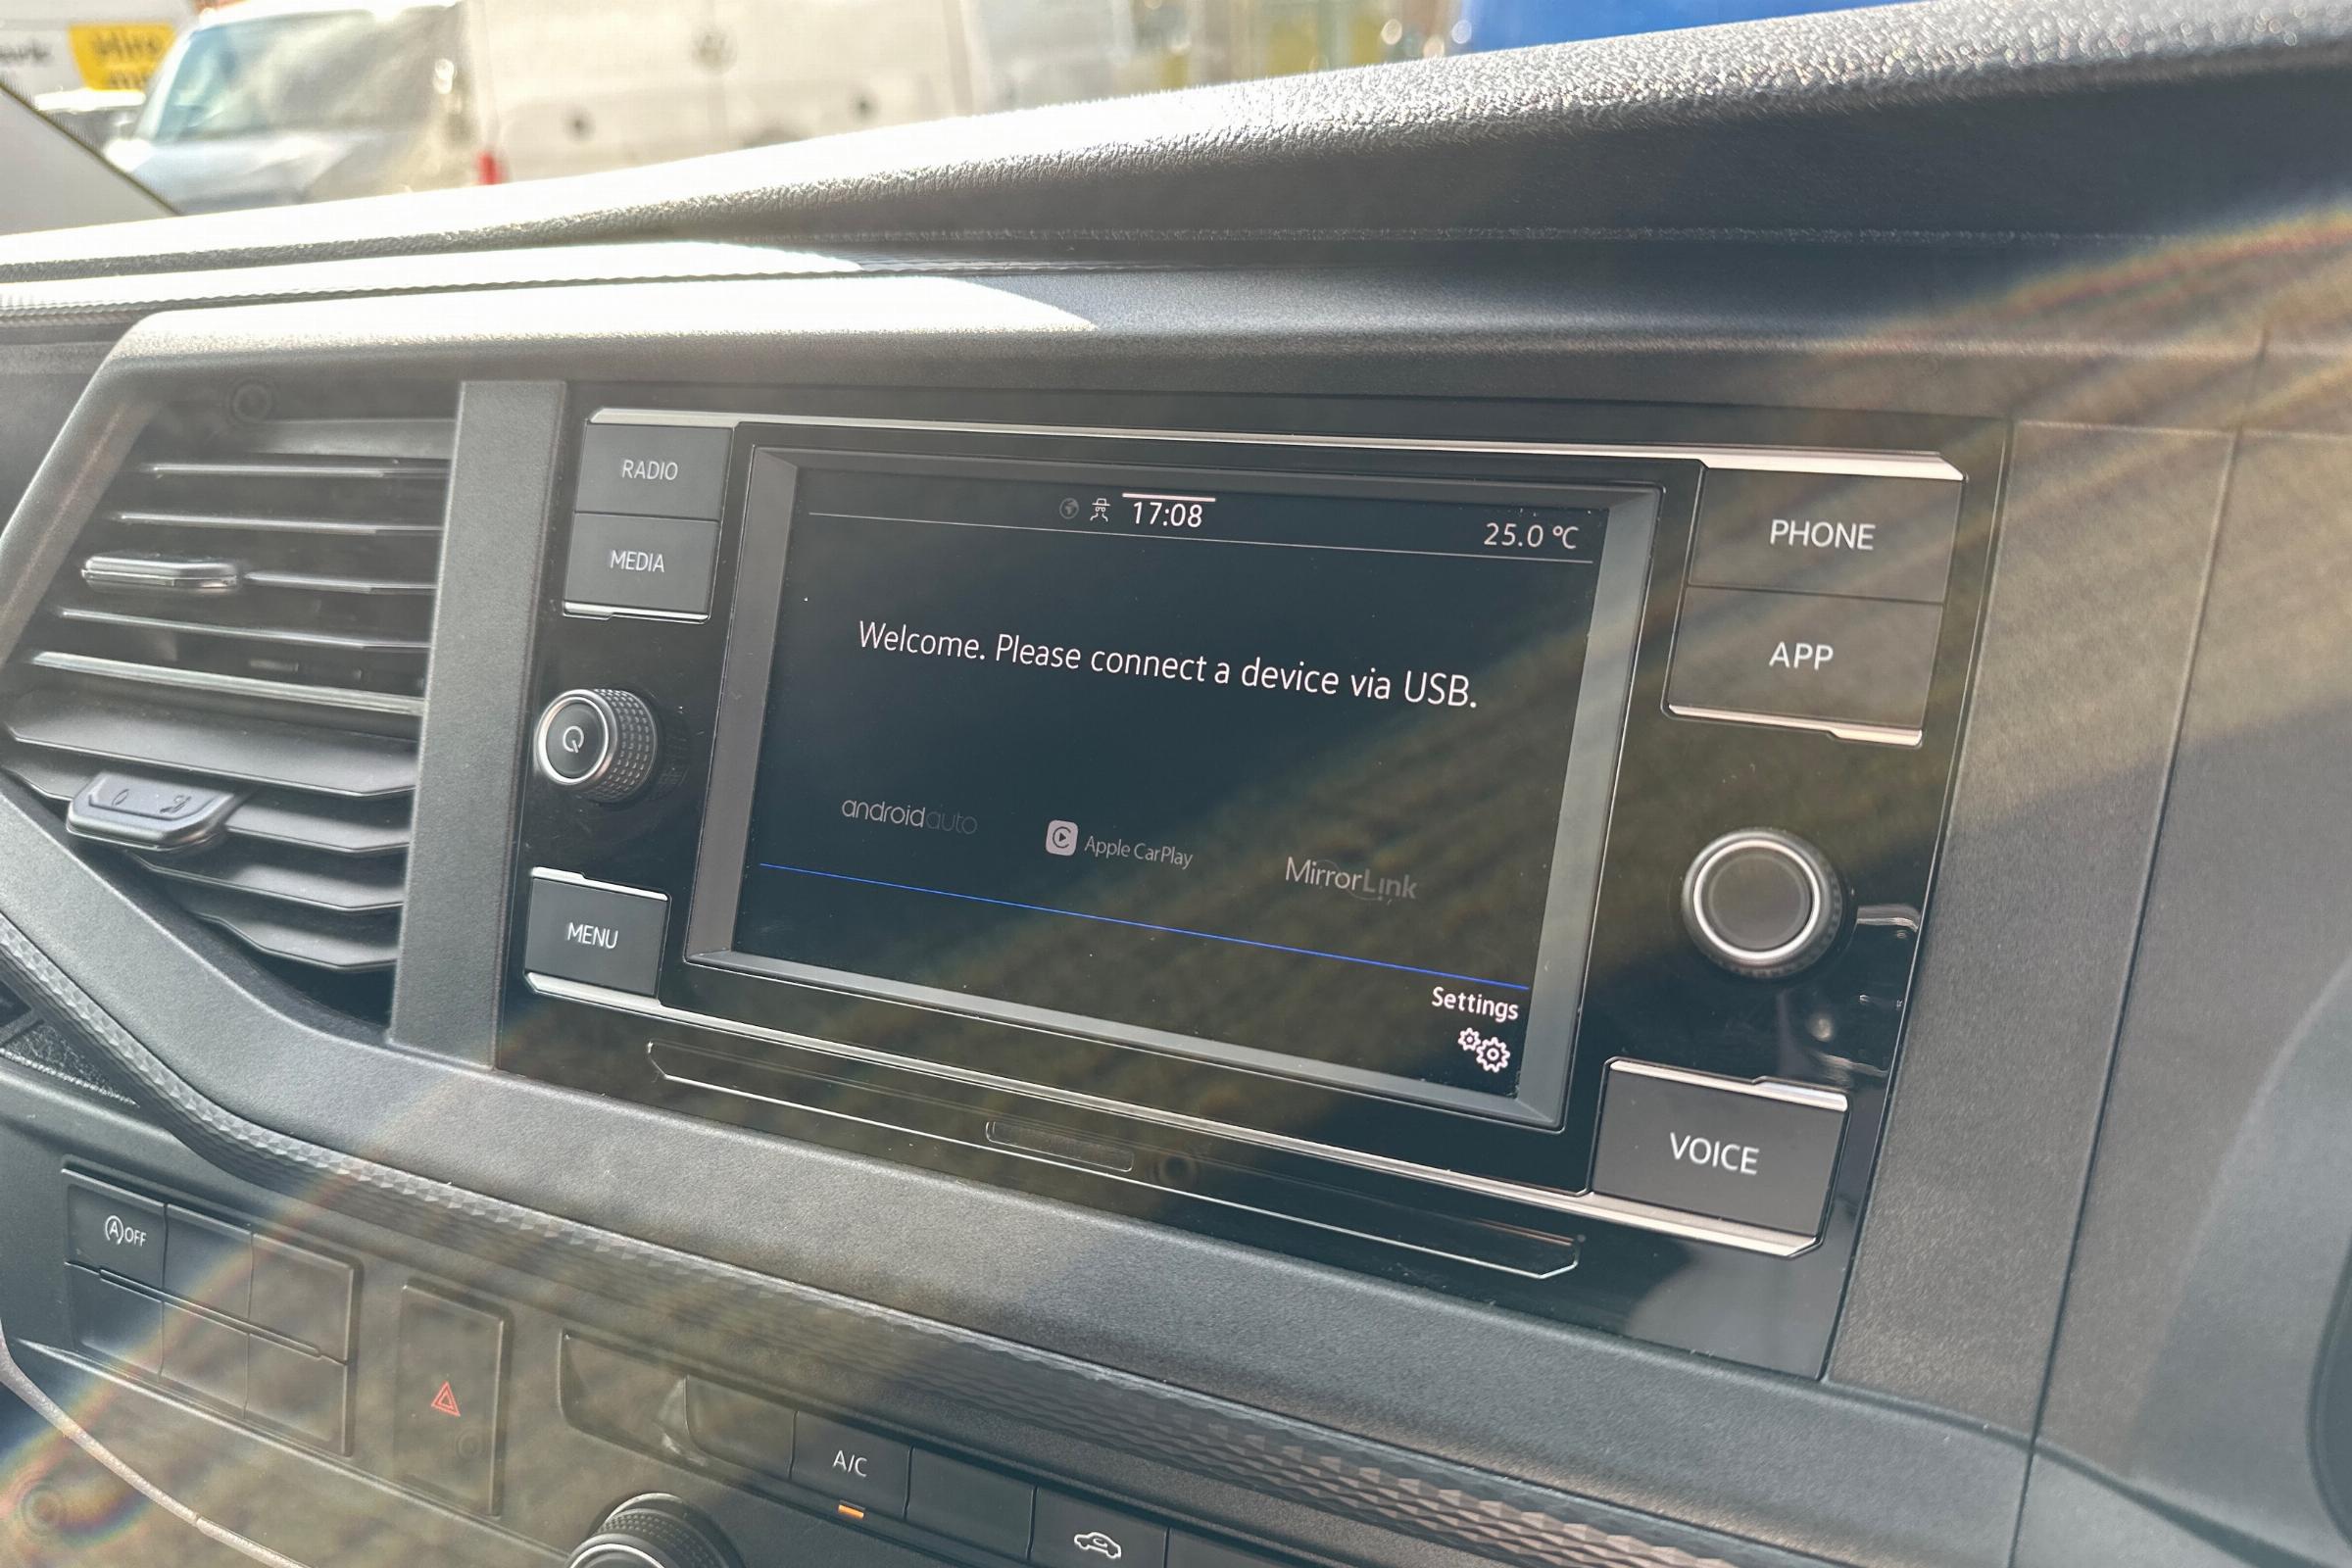 Hire
RADIO
MEDIA
17:08
25.0 °C
PHONE
APP
Welcome. Please connect a device via USB.
androidauto
Apple CarPlay
MirrorLink
MENU
Settings
VOICE
A OFF
A/C